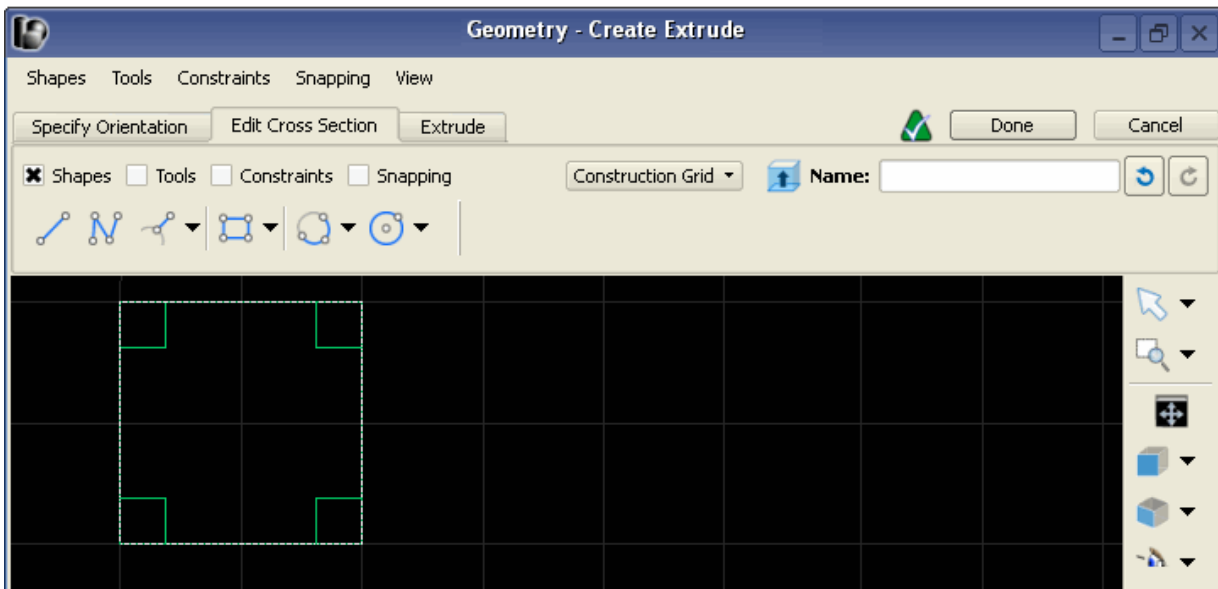 Geometry - Create Extrude
Shapes Tools Constraints Snapping View
Specify Orientation Edit Cross Section Extrude Done Cancel
Shapes Tools Constraints Snapping Construction Grid Name: